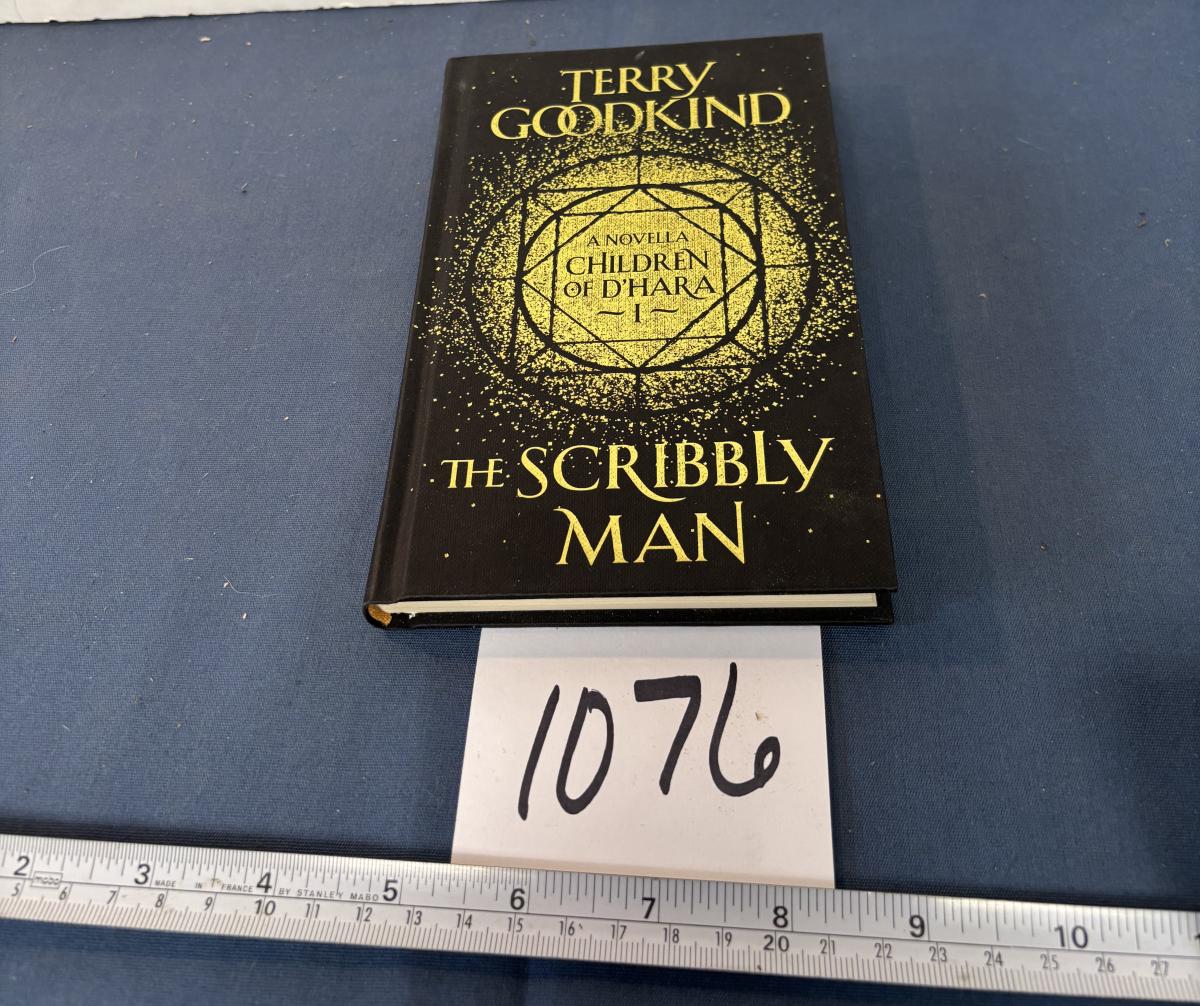 TERRY
GOODKIND
A NOVELLA
CHILDREN
OF D'HARA
~I~
THE SCRIBBLY
MAN
1076
2 3 MADE IN FRANCE 4 BY STANLEY MABO 5 6 7 8 9 10
5 mabo 6 7 8 9 10 11 12 13 14 15 16 17 18 19 20 21 22 23 24 25 26 27